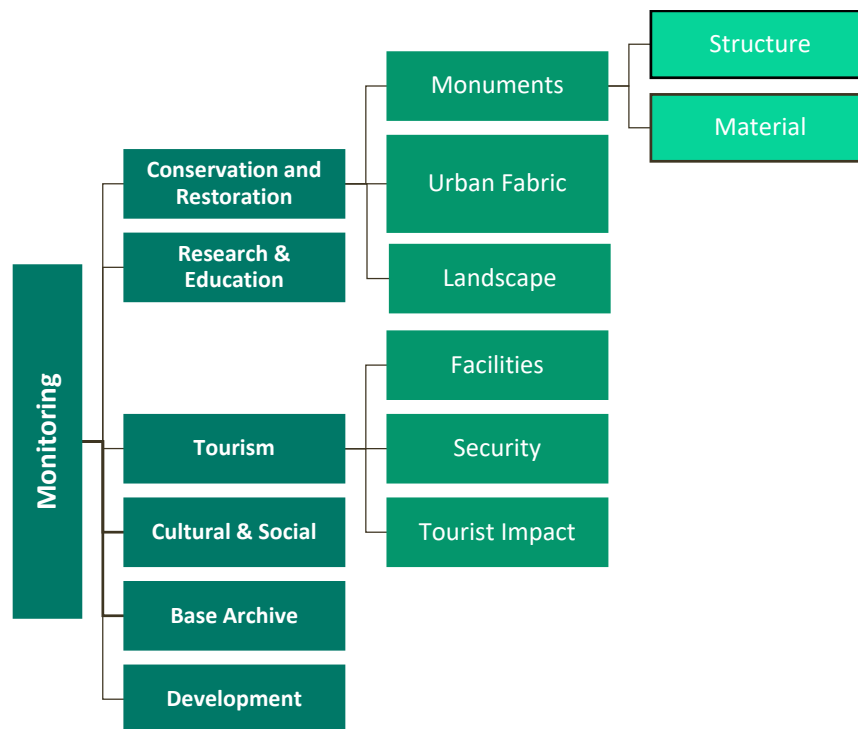 Monitoring
Conservation and
Restoration
Research &
Education
Tourism
Cultural & Social
Base Archive
Development
Monuments
Urban Fabric
Landscape
Facilities
Security
Tourist Impact
Structure
Material